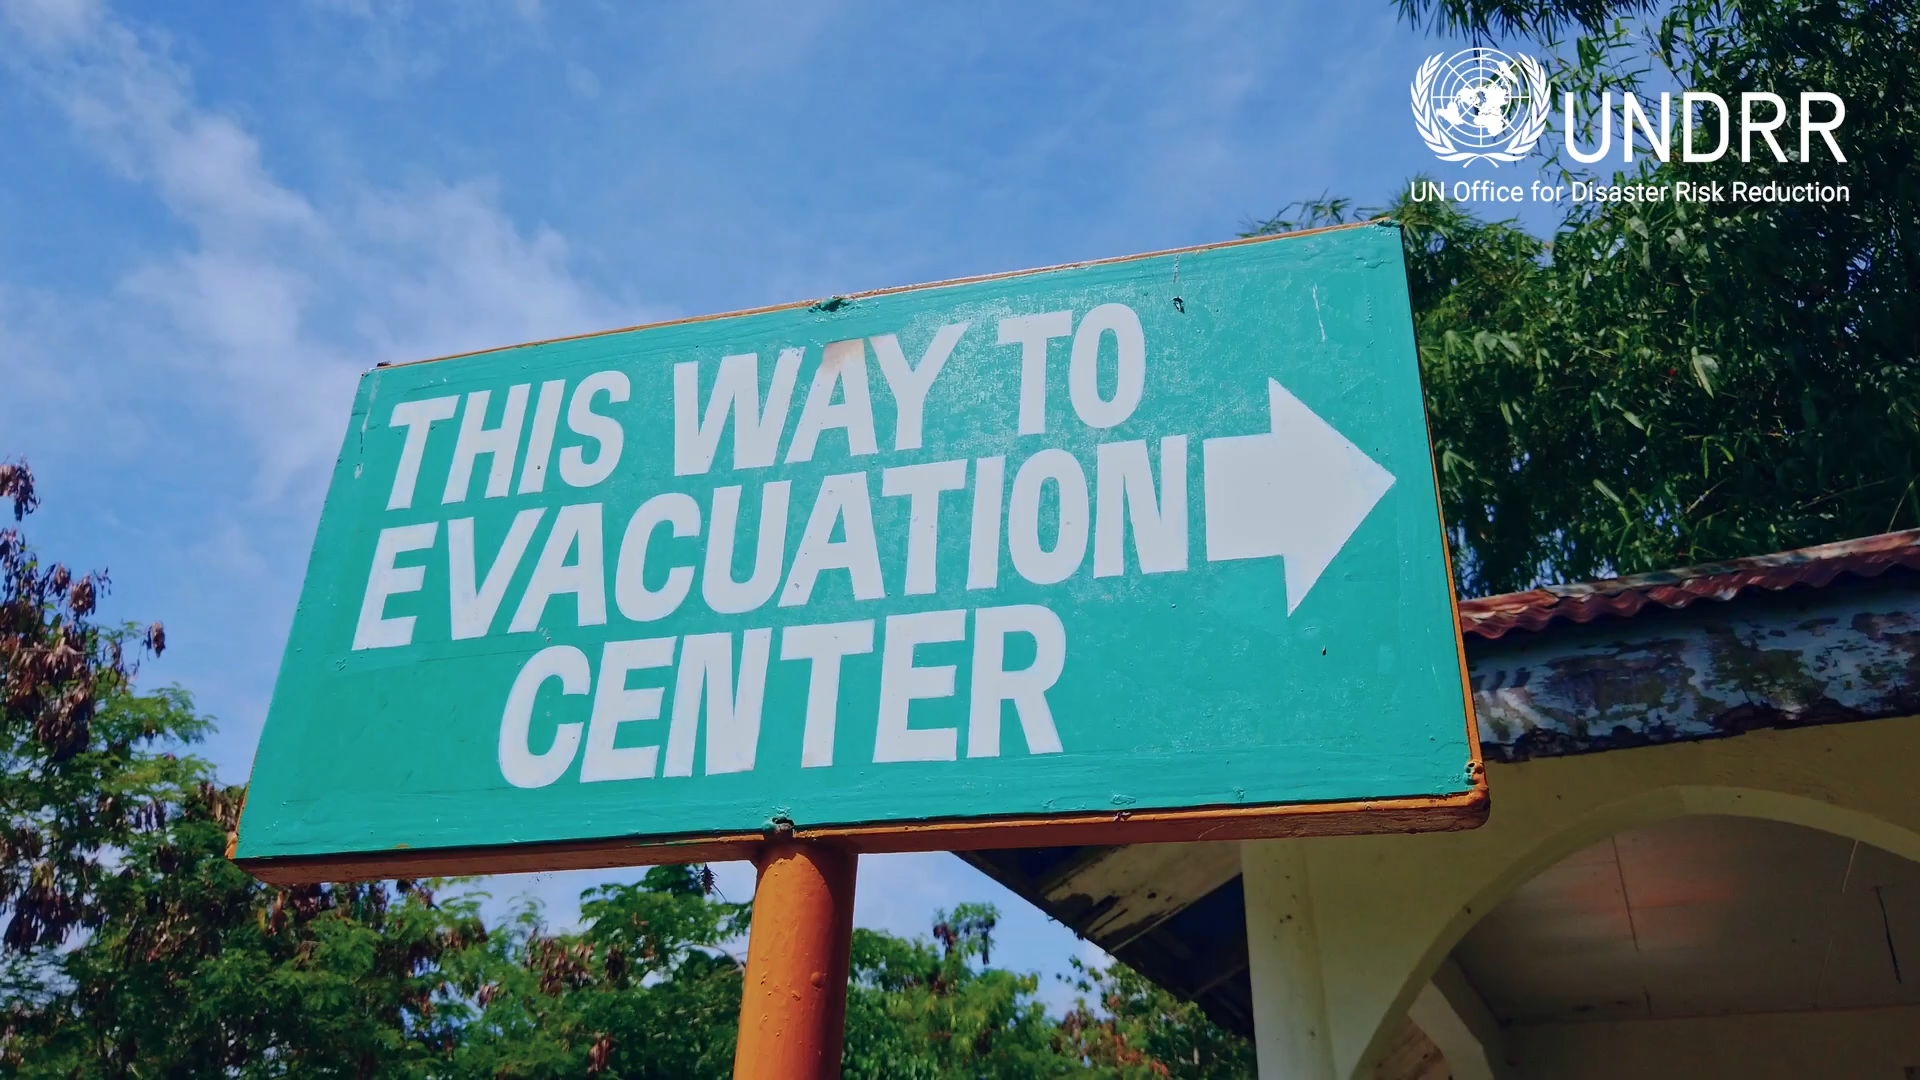 UNDRR
UN Office for Disaster Risk Reduction
THIS WAY TO
EVACUATION
CENTER